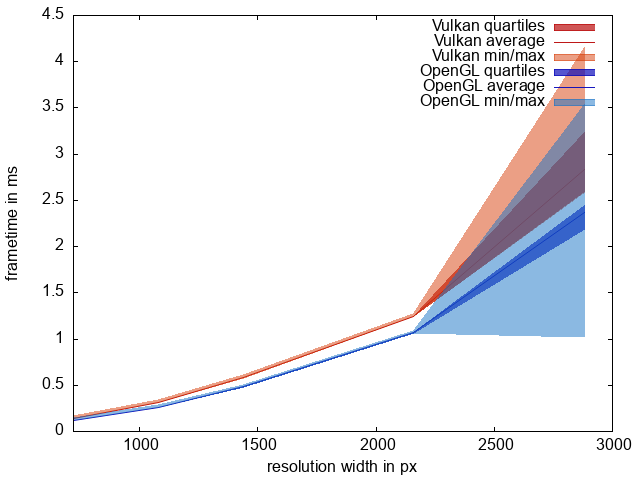 4.5
4
3.5
3
2.5
2
1.5
1
0.5
0
frametime in ms
Vulkan quartiles
Vulkan average
Vulkan min/max
OpenGL quartiles
OpenGL average
OpenGL min/max
1000 1500 2000 2500 3000
resolution width in px